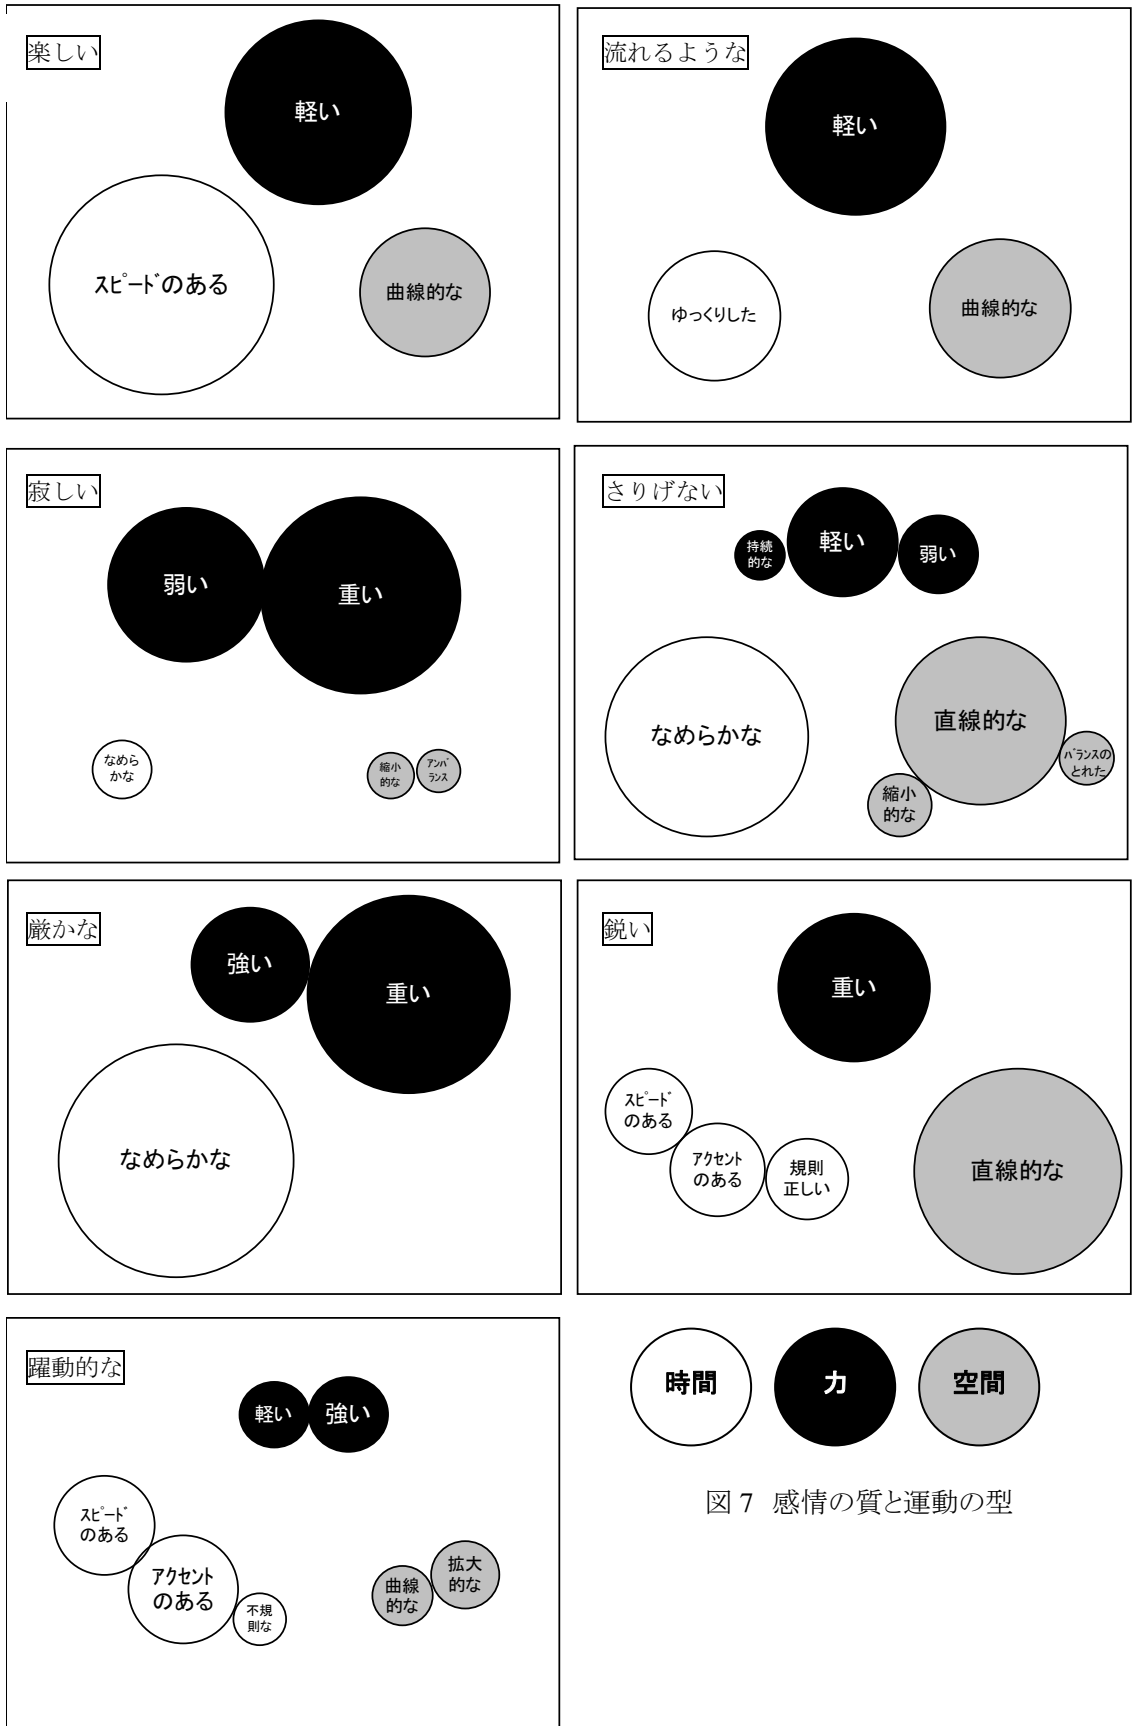 楽しい
軽い
スピードのある
曲線的な
流れるような
軽い
ゆっくりした
曲線的な
寂しい
弱い
重い
なめら
かな
縮小
的な
アンバ
ランス
さりげない
持続
的な
軽い
弱い
なめらかな
直線的な
縮小
的な
バランスの
とれた
厳かな
強い
重い
なめらかな
鋭い
重い
スピード
のある
アクセント
のある
規則
正しい
直線的な
躍動的な
軽い
強い
スピード
のある
アクセント
のある
不規
則な
曲線
的な
拡大
的な
時間
力
空間
図 7 感情の質と運動の型